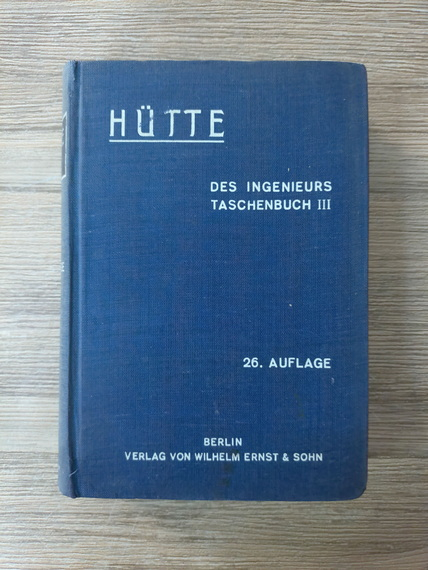 HÜTTE
DES INGENIEURS
TASCHENBUCH III
26. AUFLAGE
BERLIN
VERLAG VON WILHELM ERNST & SOHN